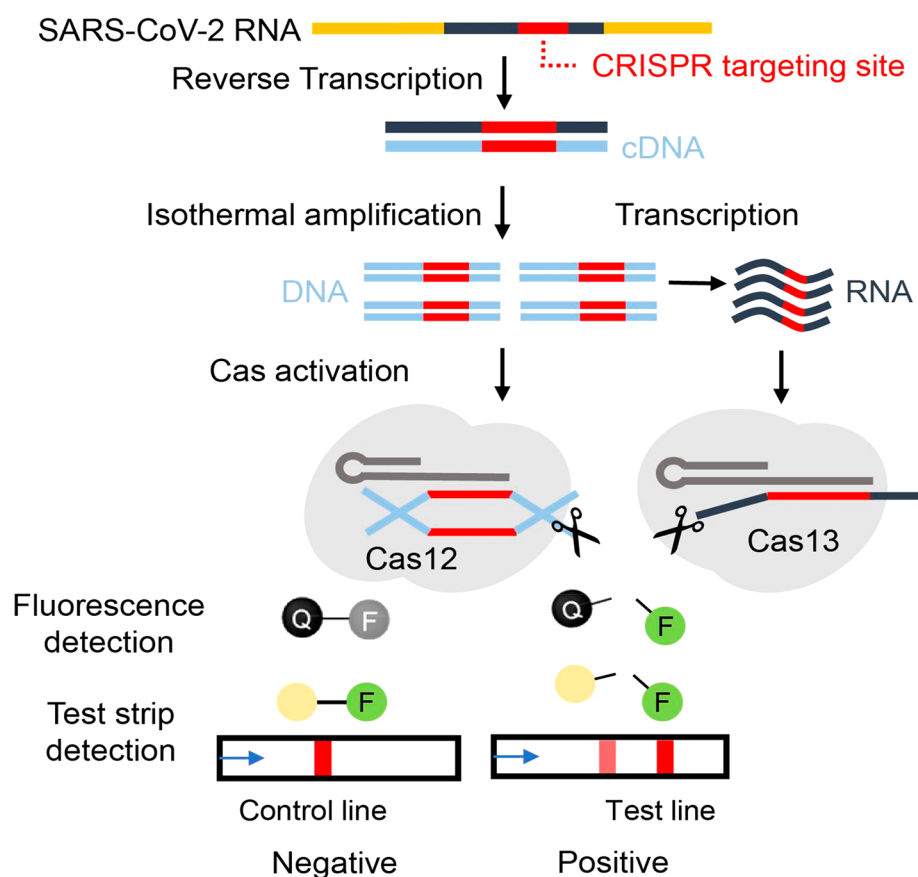 SARS-CoV-2 RNA
CRISPR targeting site
Reverse Transcription
cDNA
Isothermal amplification
Transcription
DNA
RNA
Cas activation
Cas12
Cas13
Fluorescence
detection
Q
F
Q
F
Test strip
detection
F
F
Control line
Test line
Negative
Positive